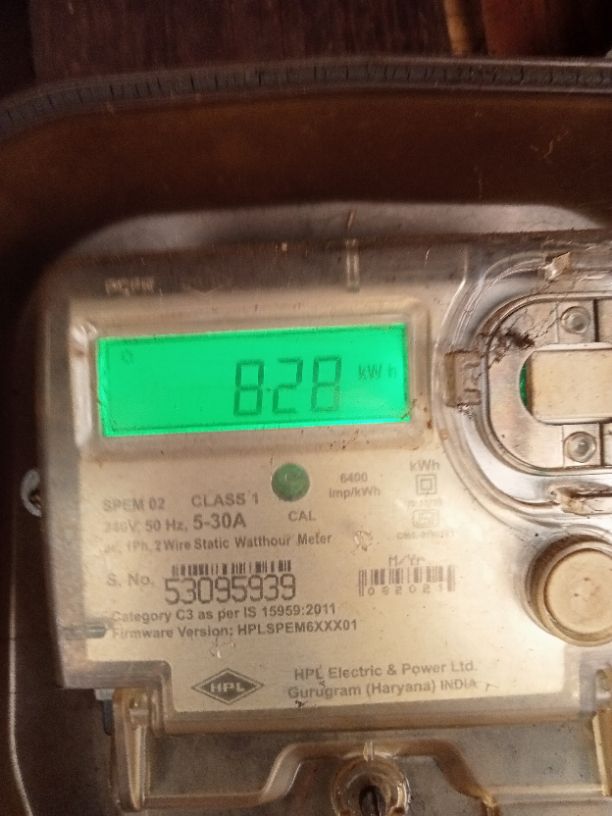 828 kWh
6400
imp/kWh
kWh
SPEM 02 CLASS 1
240V, 50 Hz, 5-30A
CAL
ac, 1Ph, 2 Wire Static Watthour Meter
S. No. 53095939
M/Yr
082021
Category C3 as per IS 15959:2011
Firmware Version: HPLSPEM6XXX01
HPL
HPL Electric & Power Ltd.
Gurugram (Haryana) INDIA